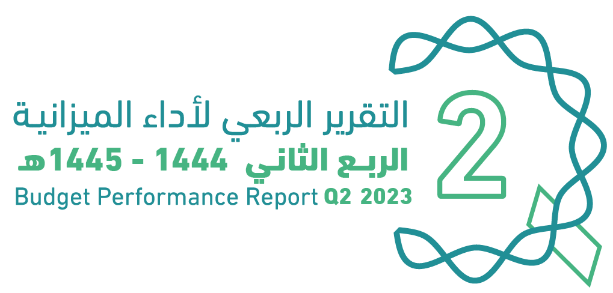 التقرير الربعي لأداء الميزانية
الربع الثاني 1444 - 1445هـ
Budget Performance Report Q2 2023
2